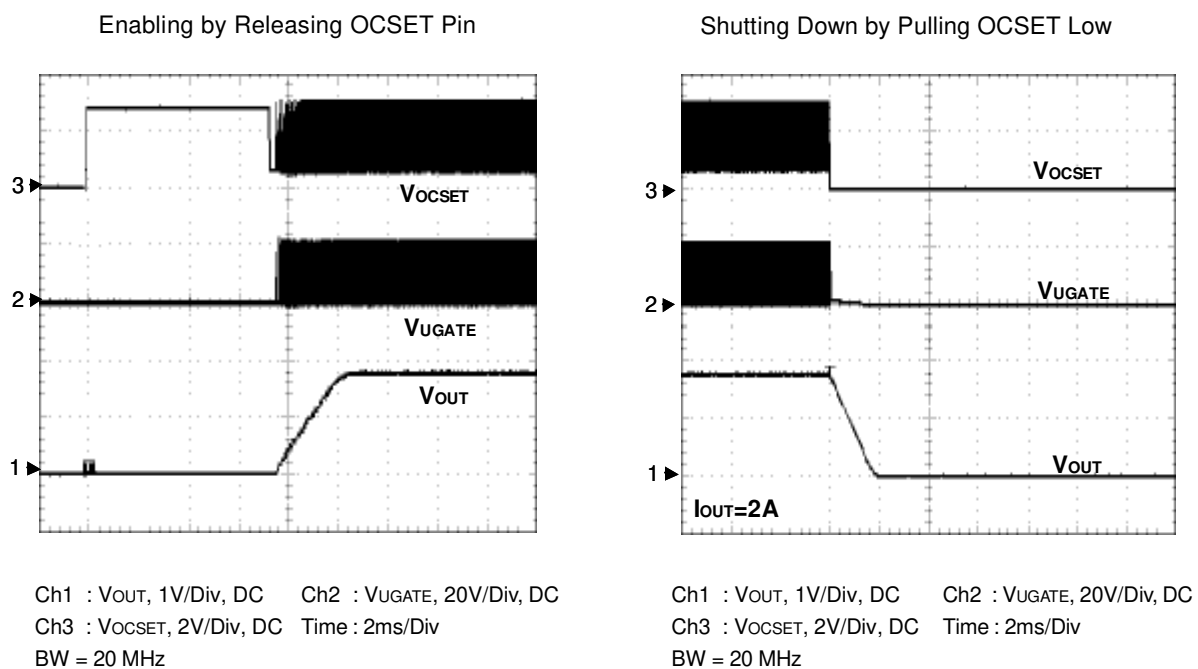 Enabling by Releasing OCSET Pin
3
VOCSET
2
VUGATE
VOUT
1
Ch1 : VOUT, 1V/Div, DC Ch2 : VUGATE, 20V/Div, DC
Ch3 : VOCSET, 2V/Div, DC Time : 2ms/Div
BW = 20 MHz
Shutting Down by Pulling OCSET Low
VOCSET
3
VUGATE
2
VOUT
1
IOUT=2A
Ch1 : VOUT, 1V/Div, DC Ch2 : VUGATE, 20V/Div, DC
Ch3 : VOCSET, 2V/Div, DC Time : 2ms/Div
BW = 20 MHz